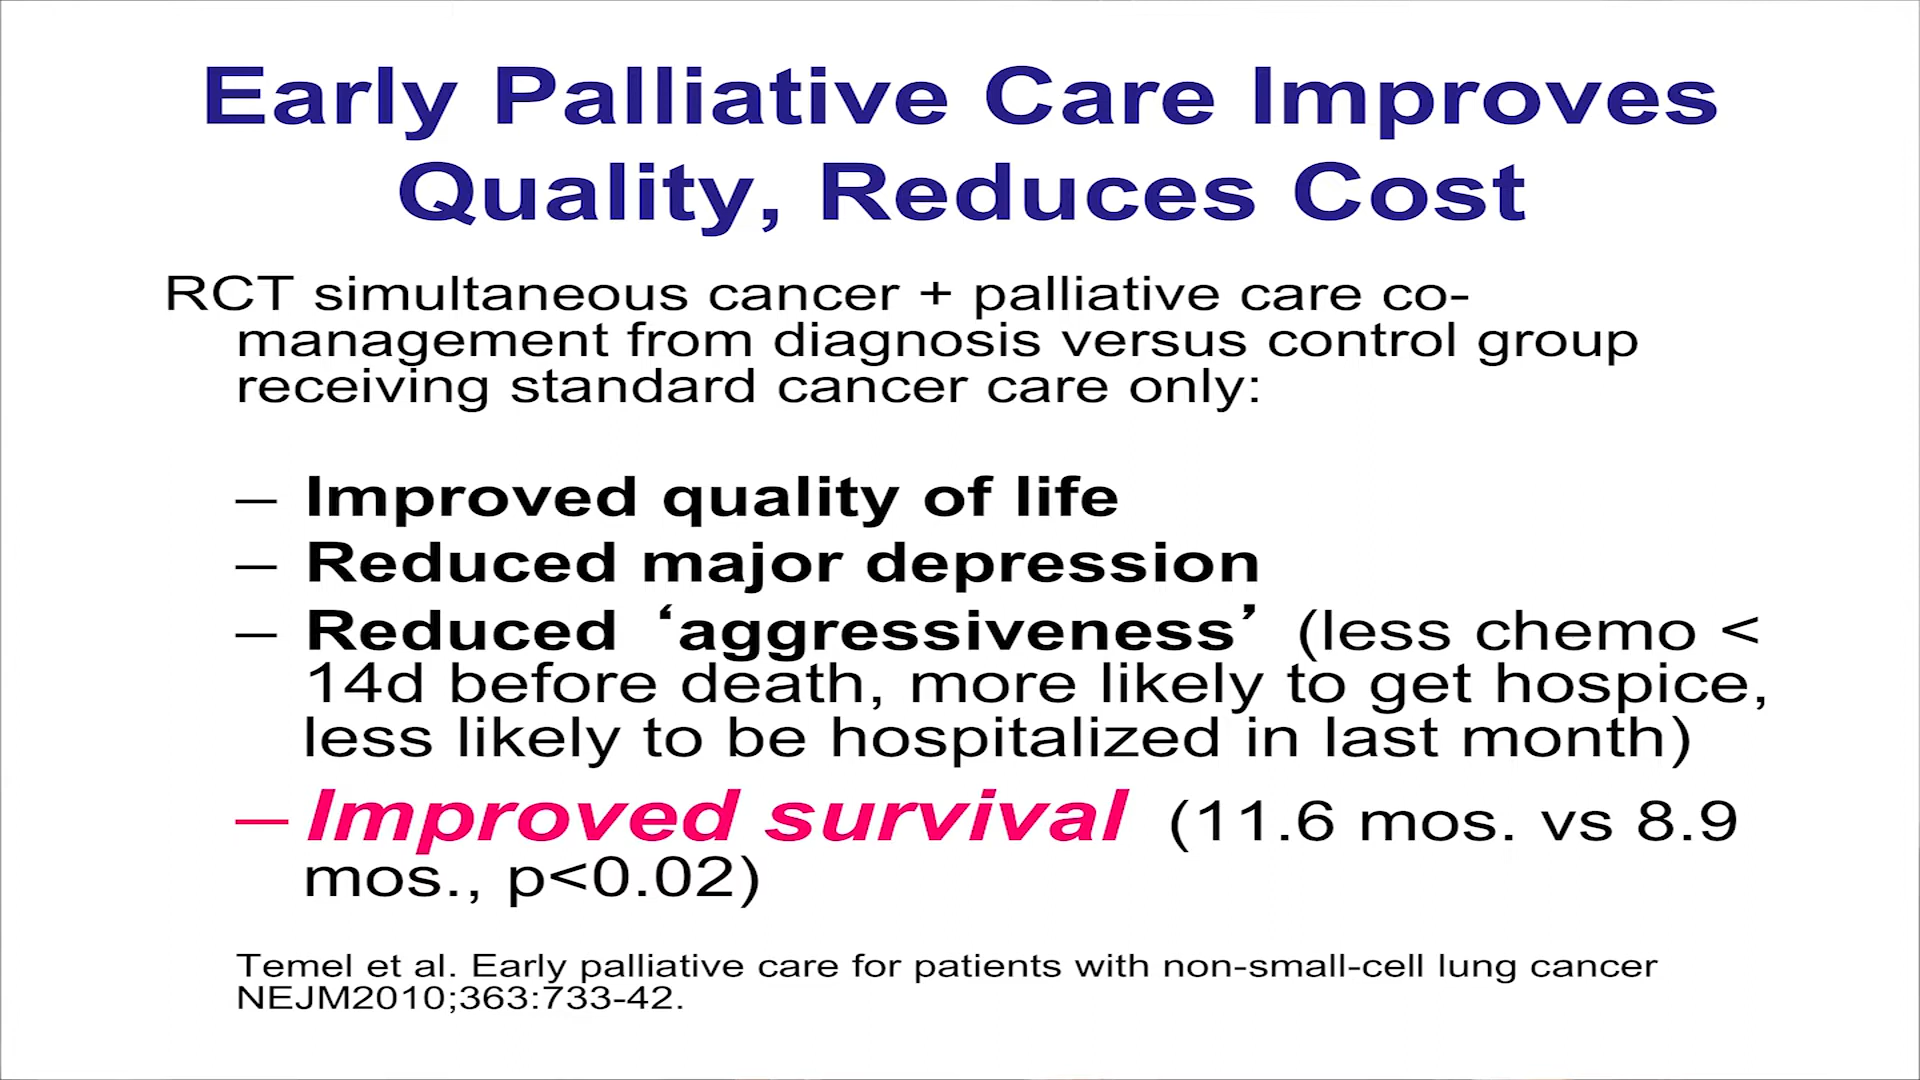 Early Palliative Care Improves
Quality, Reduces Cost
RCT simultaneous cancer + palliative care co-
management from diagnosis versus control group
receiving standard cancer care only:
– Improved quality of life
– Reduced major depression
– Reduced ‘aggressiveness’ (less chemo <
14d before death, more likely to get hospice,
less likely to be hospitalized in last month)
– Improved survival (11.6 mos. vs 8.9
mos., p<0.02)
Temel et al. Early palliative care for patients with non-small-cell lung cancer
NEJM2010;363:733-42.